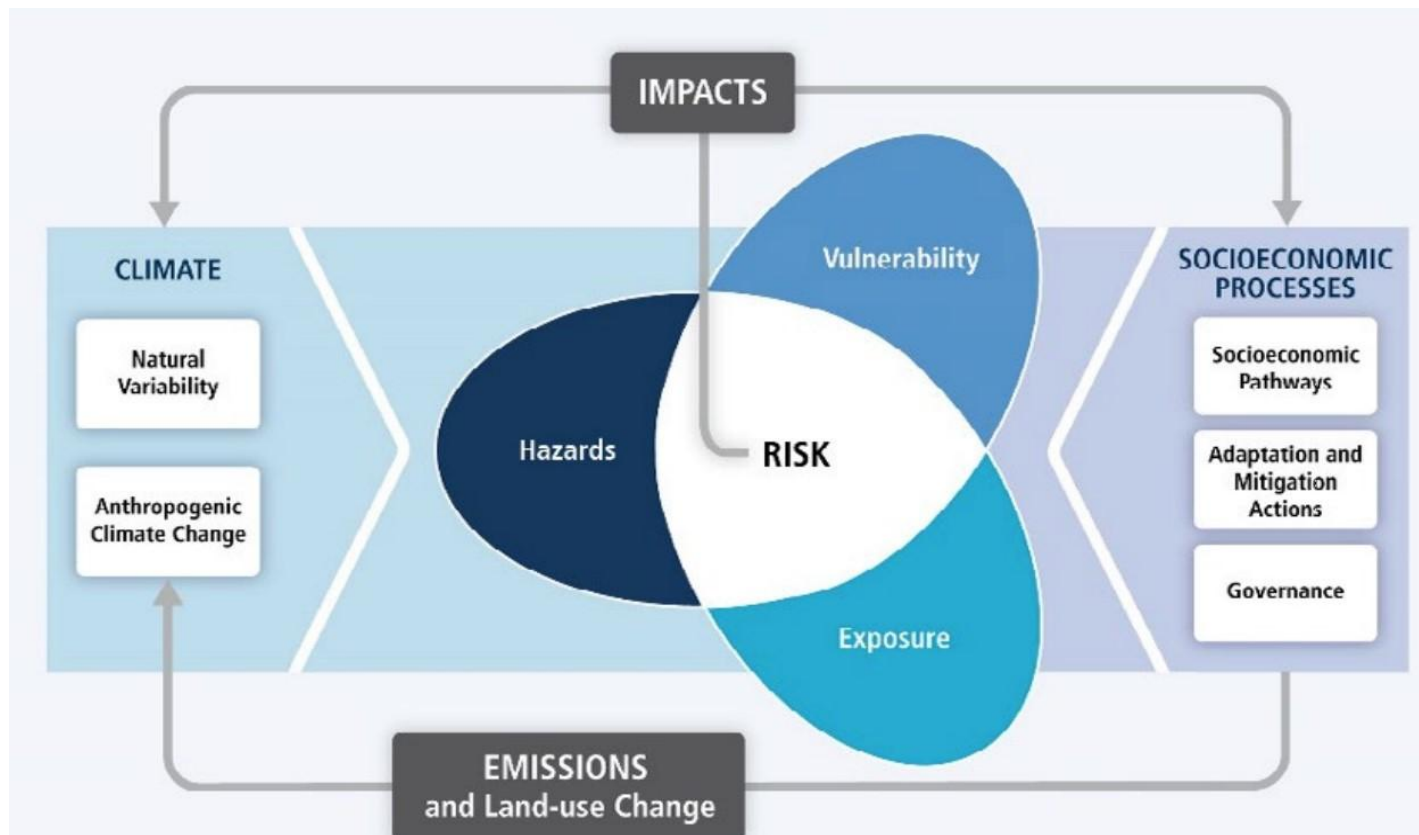 IMPACTS
Vulnerability
CLIMATE
SOCIOECONOMIC
PROCESSES
Natural
Variability
Socioeconomic
Pathways
Hazards
RISK
Adaptation and
Mitigation
Actions
Anthropogenic
Climate Change
Governance
Exposure
EMISSIONS
and Land-use Change